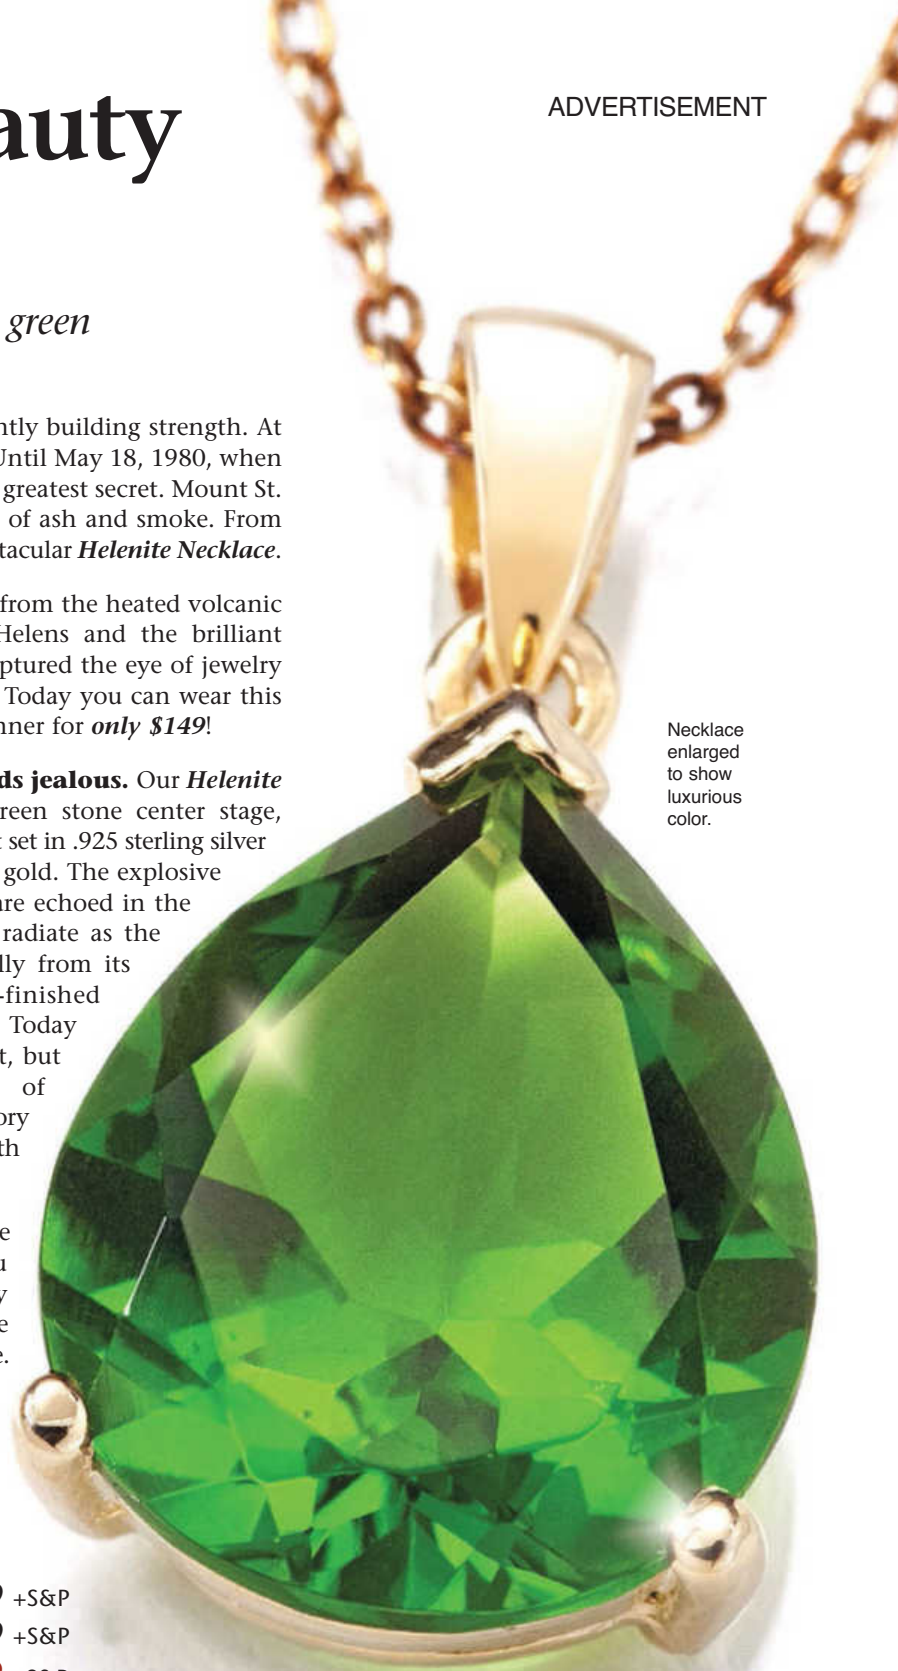 auty
ADVERTISEMENT
green
ntly building strength. At
Until May 18, 1980, when
greatest secret. Mount St.
of ash and smoke. From
tacular Helenite Necklace.
from the heated volcanic
Helens and the brilliant
ptured the eye of jewelry
Today you can wear this
nner for only $149!
ds jealous. Our Helenite
reen stone center stage,
t set in .925 sterling silver
gold. The explosive
are echoed in the
radiate as the
lly from its
-finished
Today
t, but
of
ory
th
e
u
y
e
e.
Necklace
enlarged
to show
luxurious
color.
+S&P
+S&P